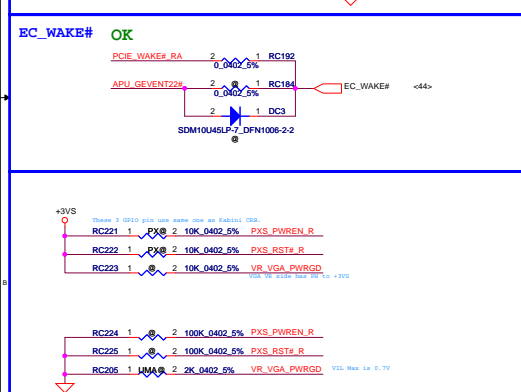 EC_WAKE# OK
PCIE_WAKE#_RA 2 1 RC192
0_0402_5%
APU_GEVENT22# 2 @ 1 RC184 EC_WAKE# <44>
0_0402_5%
2 1 DC3
SDM10U45LP-7_DFN1006-2-2
@
+3VS
These 3 GPIO pin use same one as Kabini CRB.
RC221 1 PX@ 2 10K_0402_5% PXS_PWREN_R
RC222 1 PX@ 2 10K_0402_5% PXS_RST#_R
RC223 1 @ 2 10K_0402_5% VR_VGA_PWRGD
VGA VR side has PH to +3VS
B
RC224 1 @ 2 100K_0402_5% PXS_PWREN_R
RC225 1 @ 2 100K_0402_5% PXS_RST#_R
RC205 1 UMA@ 2 2K_0402_5% VR_VGA_PWRGD VIL Max is 0.7V